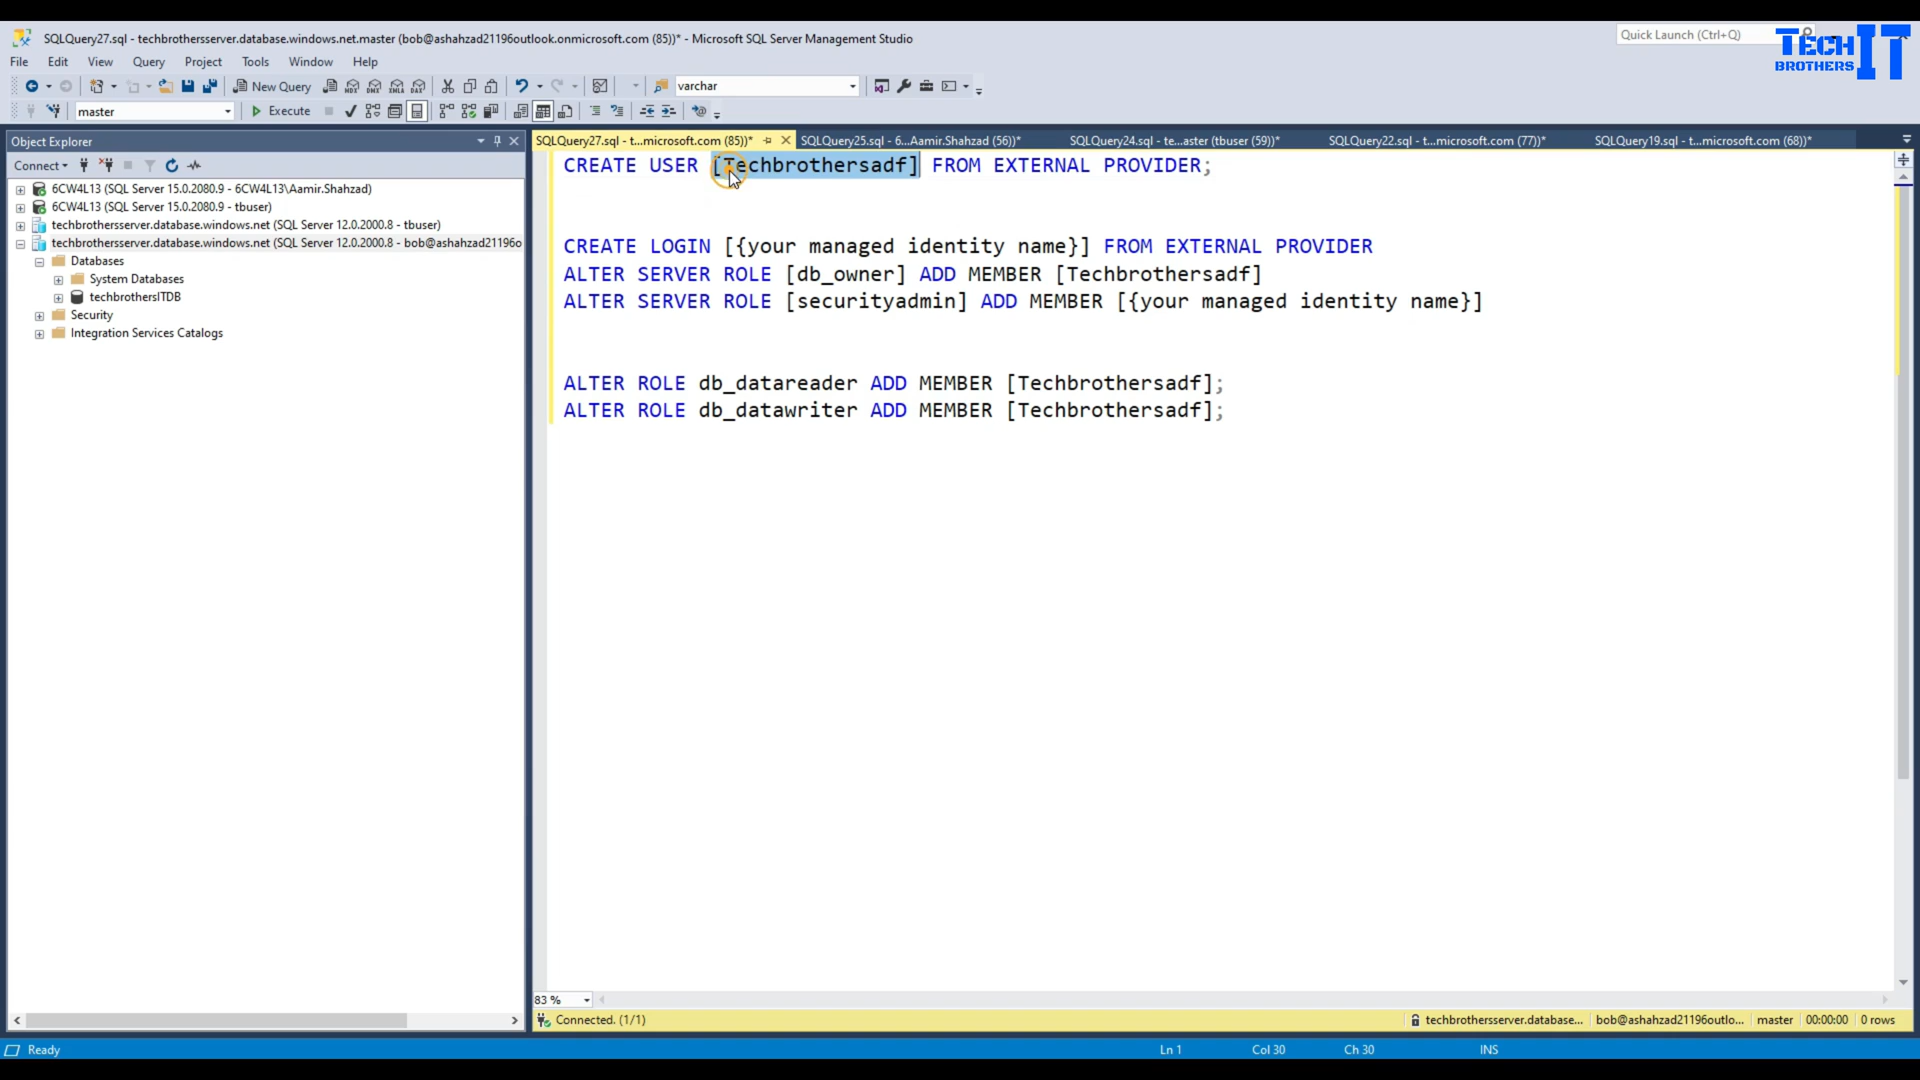 SQLQuery27.sql - techbrothersserver.database.windows.net.master (bob@ashahzad21196outlook.onmicrosoft.com (85))* - Microsoft SQL Server Management Studio
Quick Launch (Ctrl+Q)
TECH IT
BROTHERS
File Edit View Query Project Tools Window Help
New Query
MDX DMX XMLA DAX
varchar
master
Execute
Object Explorer
SQLQuery27.sql - t...microsoft.com (85))*
SQLQuery25.sql - 6...Aamir.Shahzad (56))*
SQLQuery24.sql - te...aster (tbuser (59))*
SQLQuery22.sql - t...microsoft.com (77))*
SQLQuery19.sql - t...microsoft.com (68))*
Connect
6CW4L13 (SQL Server 15.0.2080.9 - 6CW4L13\Aamir.Shahzad)
6CW4L13 (SQL Server 15.0.2080.9 - tbuser)
techbrothersserver.database.windows.net (SQL Server 12.0.2000.8 - tbuser)
techbrothersserver.database.windows.net (SQL Server 12.0.2000.8 - bob@ashahzad21196o
Databases
System Databases
techbrothersITDB
Security
Integration Services Catalogs
CREATE USER [Techbrothersadf] FROM EXTERNAL PROVIDER;
CREATE LOGIN [{your managed identity name}] FROM EXTERNAL PROVIDER
ALTER SERVER ROLE [db_owner] ADD MEMBER [Techbrothersadf]
ALTER SERVER ROLE [securityadmin] ADD MEMBER [{your managed identity name}]
ALTER ROLE db_datareader ADD MEMBER [Techbrothersadf];
ALTER ROLE db_datawriter ADD MEMBER [Techbrothersadf];
83 %
Connected. (1/1)
techbrothersserver.database...
bob@ashahzad21196outlo...
master
00:00:00
0 rows
Ready
Ln 1
Col 30
Ch 30
INS